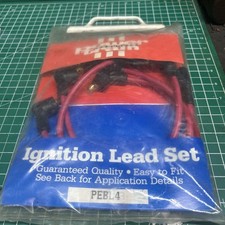 Ignition Lead Set
Guaranteed Quality • Easy to Fit
See Back for Application Details
PEBL4